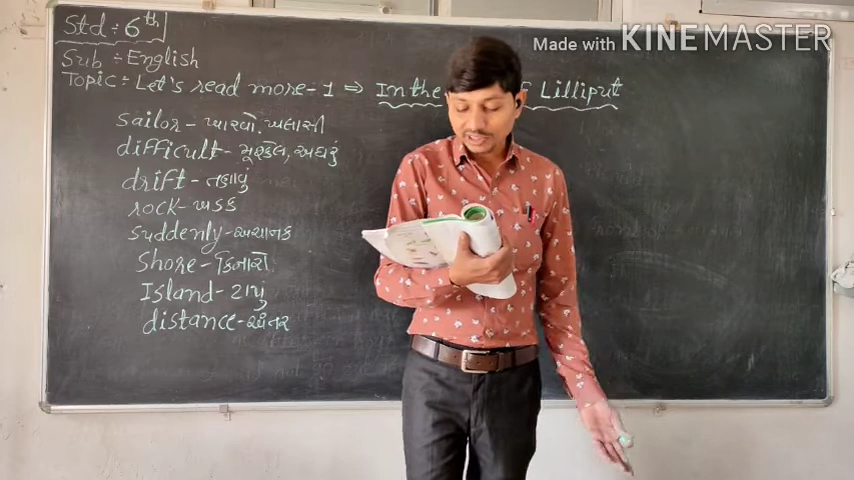 Made with KINEMASTER
Std : 6th
Sub ÷ English
Topic ÷ Let's read more-1 ⇒ In the of Lilliput
sailor - ખારવો, ખલાસી
difficult - મુશ્કેલ, અઘરું
drift - તણાવું
rock - ખડક
suddenly - અચાનક
Shore - કિનારો
Island - ટાપું
distance - અંતર